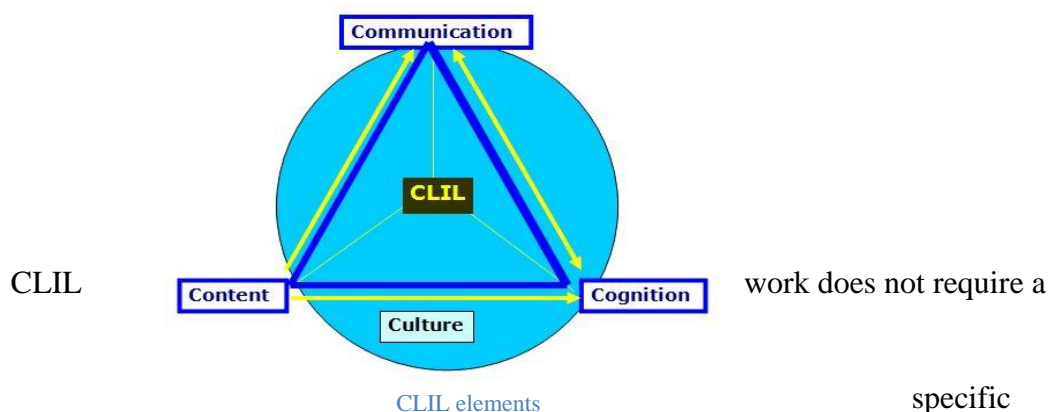 Communication
CLIL
CLIL
work does not require a
Content
Cognition
Culture
CLIL elements
specific